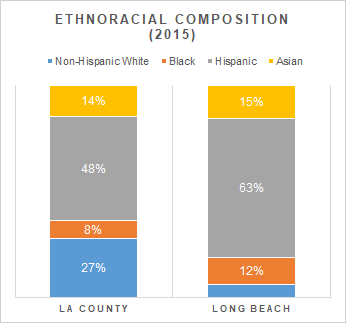 ETHNORACIAL COMPOSITION
(2015)
Non-Hispanic White Black Hispanic Asian
14% 15%
48% 63%
8% 12%
27%
LA COUNTY LONG BEACH